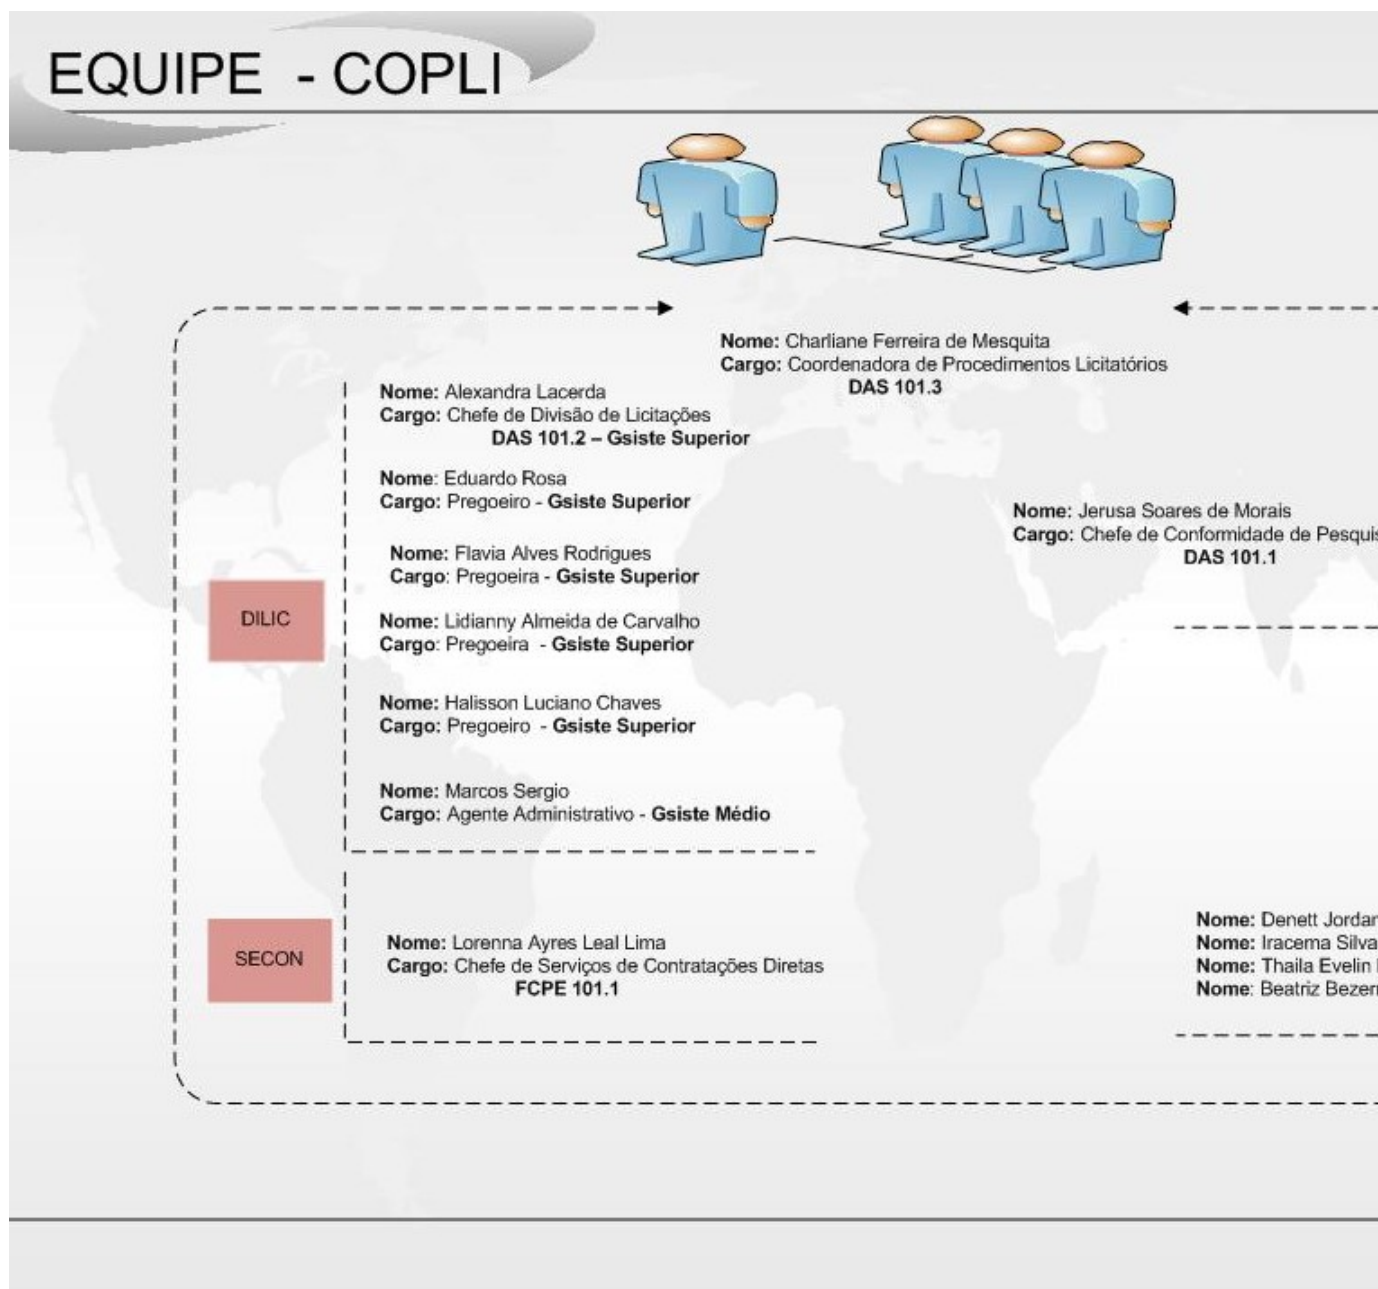 EQUIPE - COPLI
Nome: Charliane Ferreira de Mesquita
Cargo: Coordenadora de Procedimentos Licitatórios
DAS 101.3
Nome: Alexandra Lacerda
Cargo: Chefe de Divisão de Licitações
DAS 101.2 – Gsiste Superior
Nome: Eduardo Rosa
Cargo: Pregoeiro - Gsiste Superior
Nome: Flavia Alves Rodrigues
Cargo: Pregoeira - Gsiste Superior
DILIC
Nome: Lidianny Almeida de Carvalho
Cargo: Pregoeira - Gsiste Superior
Nome: Halisson Luciano Chaves
Cargo: Pregoeiro - Gsiste Superior
Nome: Marcos Sergio
Cargo: Agente Administrativo - Gsiste Médio
Nome: Jerusa Soares de Morais
Cargo: Chefe de Conformidade de Pesquis
DAS 101.1
SECON
Nome: Lorenna Ayres Leal Lima
Cargo: Chefe de Serviços de Contratações Diretas
FCPE 101.1
Nome: Denett Jordan
Nome: Iracema Silva
Nome: Thaila Evelin
Nome: Beatriz Bezerr